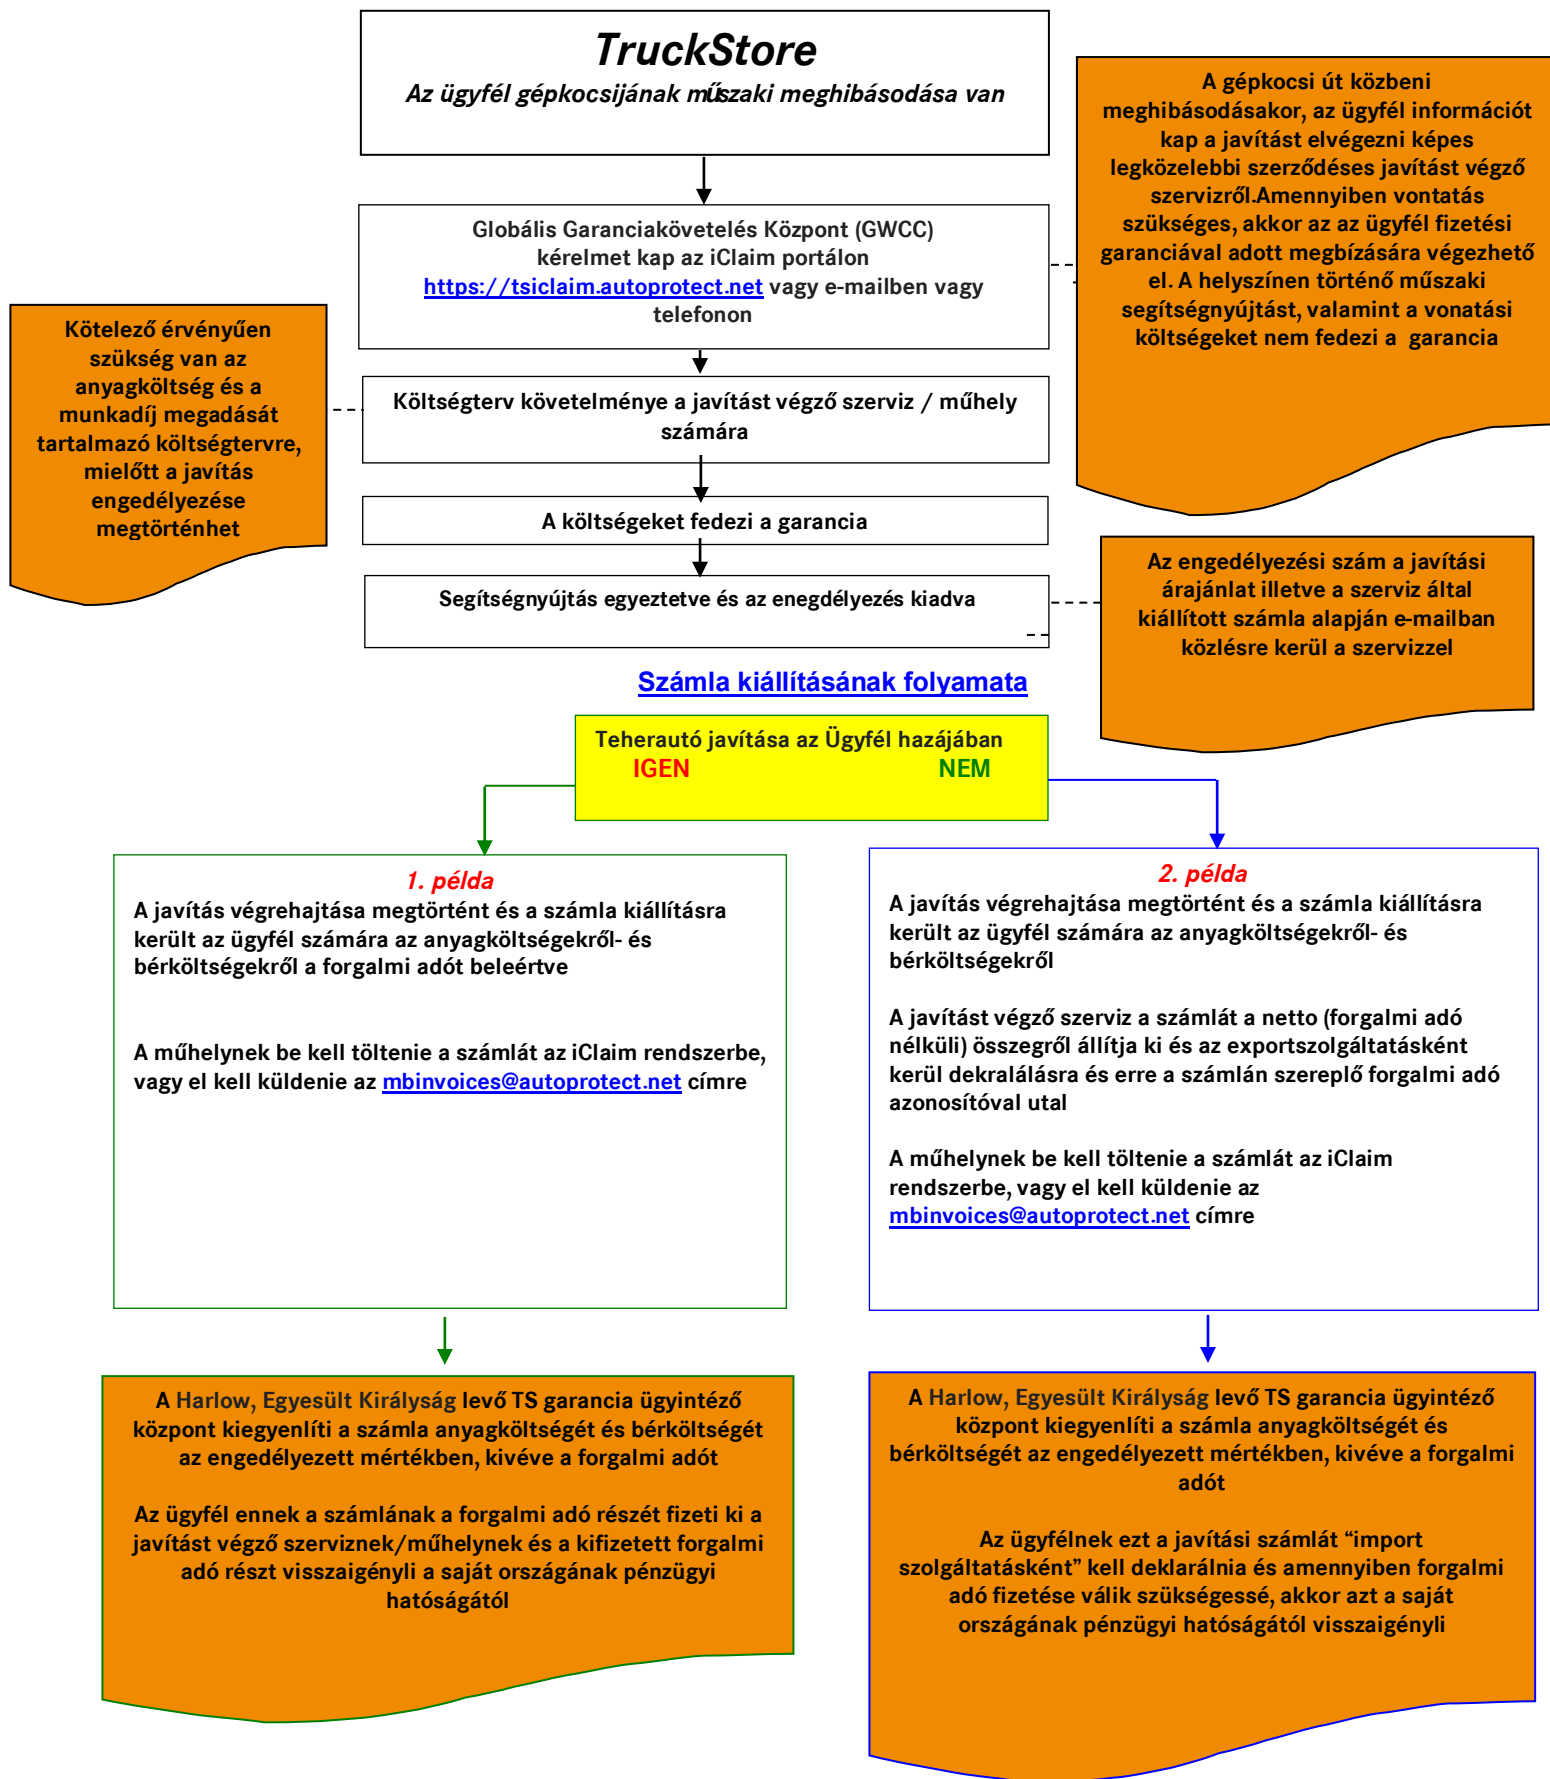 TruckStore
Az ügyfél gépkocsijának műszaki meghibásodása van
A gépkocsi út közbeni
meghibásodásakor, az ügyfél információt
kap a javítást elvégezni képes
legközelebbi szerződéses javítást végző
szervizről.Amennyiben vontatás
szükséges, akkor az az ügyfél fizetési
garanciával adott megbízására végezhető
el. A helyszínen történő műszaki
segítségnyújtást, valamint a vonatási
költségeket nem fedezi a garancia
Globális Garanciakövetelés Központ (GWCC)
kérelmet kap az iClaim portálon
https://tsiclaim.autoprotect.net vagy e-mailben vagy
telefonon
Kötelező érvényűen
szükség van az
anyagköltség és a
munkadíj megadását
tartalmazó költségtervre,
mielőtt a javítás
engedélyezése
megtörténhet
Költségterv követelménye a javítást végző szerviz / műhely
számára
A költségeket fedezi a garancia
Segítségnyújtás egyeztetve és az enegdélyezés kiadva
Az engedélyezési szám a javítási
árajánlat illetve a szerviz által
kiállított számla alapján e-mailban
közlésre kerül a szervizzel
Számla kiállításának folyamata
Teherautó javítása az Ügyfél hazájában
IGEN NEM
1. példa
A javítás végrehajtása megtörtént és a számla kiállításra
került az ügyfél számára az anyagköltségekről- és
bérköltségekről a forgalmi adót beleértve
A műhelynek be kell töltenie a számlát az iClaim rendszerbe,
vagy el kell küldenie az mbinvoices@autoprotect.net címre
2. példa
A javítás végrehajtása megtörtént és a számla kiállításra
került az ügyfél számára az anyagköltségekről- és
bérköltségekről
A javítást végző szerviz a számlát a netto (forgalmi adó
nélküli) összegről állítja ki és az exportszolgáltatásként
kerül dekralálásra és erre a számlán szereplő forgalmi adó
azonosítóval utal
A műhelynek be kell töltenie a számlát az iClaim
rendszerbe, vagy el kell küldenie az
mbinvoices@autoprotect.net címre
A Harlow, Egyesült Királyság levő TS garancia ügyintéző
központ kiegyenlíti a számla anyagköltségét és bérköltségét
az engedélyezett mértékben, kivéve a forgalmi adót
Az ügyfél ennek a számlának a forgalmi adó részét fizeti ki a
javítást végző szerviznek/műhelynek és a kifizetett forgalmi
adó részt visszaigényli a saját országának pénzügyi
hatóságától
A Harlow, Egyesült Királyság levő TS garancia ügyintéző
központ kiegyenlíti a számla anyagköltségét és
bérköltségét az engedélyezett mértékben, kivéve a forgalmi
adót
Az ügyfélnek ezt a javítási számlát “import
szolgáltatásként” kell deklarálnia és amennyiben forgalmi
adó fizetése válik szükségessé, akkor azt a saját
országának pénzügyi hatóságától visszaigényli